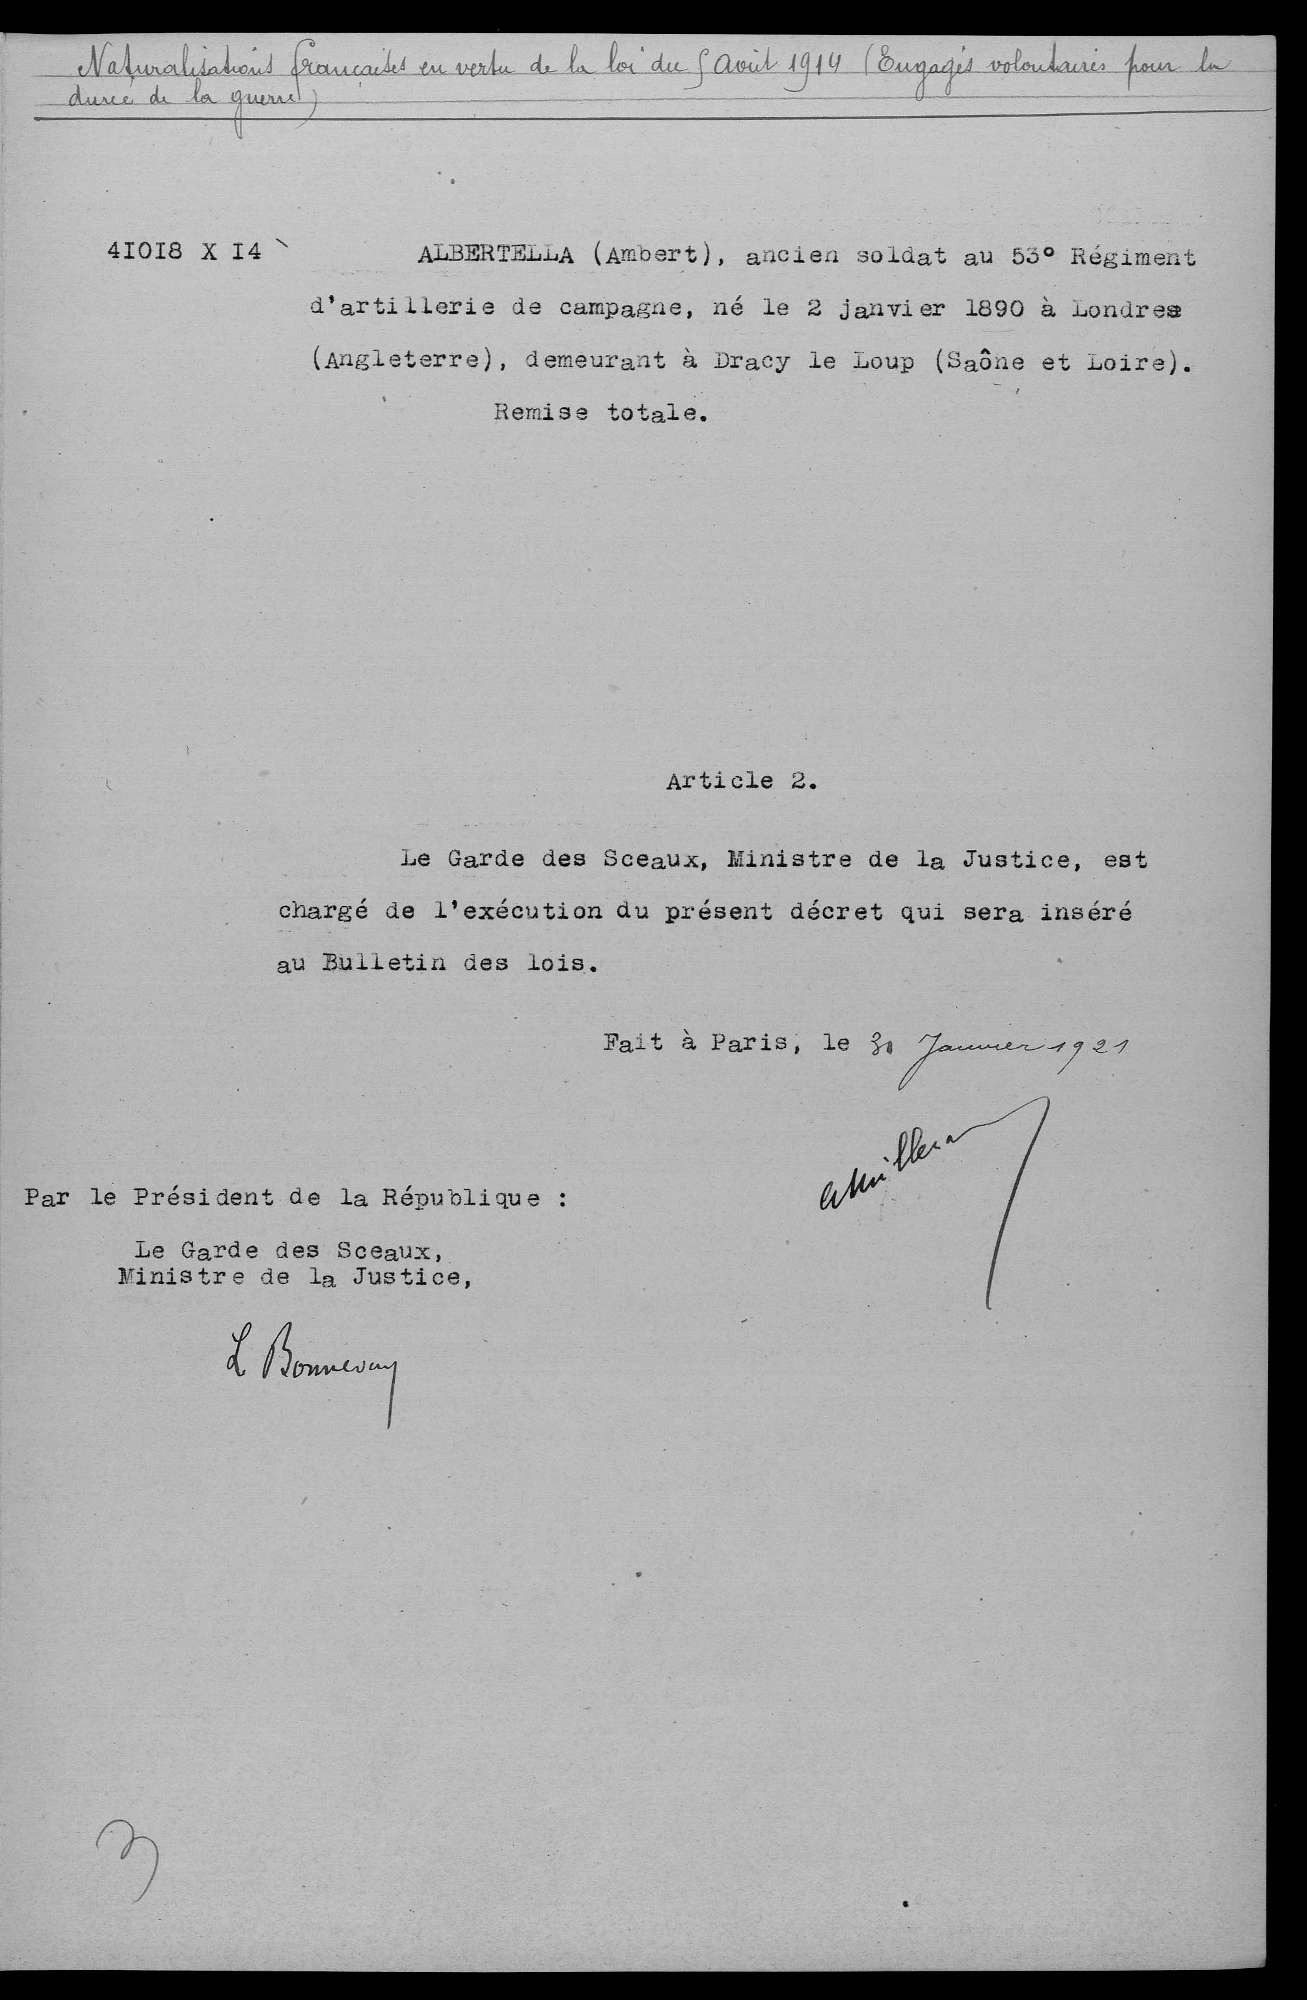 Naturalisations françaises en vertu de la loi du 5 Août 1914 (Engagés volontaires pour la
durée de la guerre)
41018 X 14 ALBERTELLA (Ambert), ancien soldat au 53° Régiment
d'artillerie de campagne, né le 2 janvier 1890 à Londres
(Angleterre), demeurant à Dracy le Loup (Saône et Loire).
Remise totale.
Article 2.
Le Garde des Sceaux, Ministre de la Justice, est
chargé de l'exécution du présent décret qui sera inséré
au Bulletin des lois.
Fait à Paris, le Janvier 1921
AMillerand
Par le Président de la République :
Le Garde des Sceaux,
Ministre de la Justice,
L Bonnevay
3